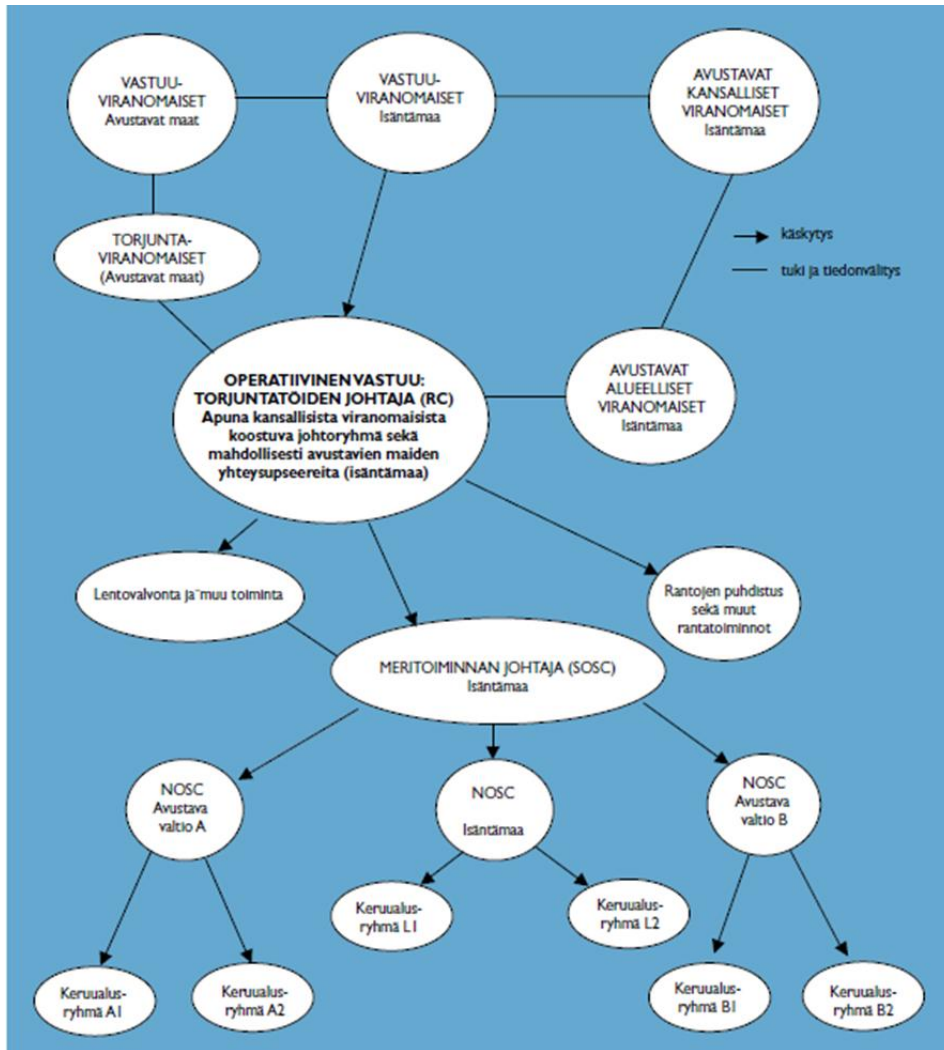 VASTUU-
VIRANOMAISET
Avustavat maat
VASTUU-
VIRANOMAISET
Isäntämaa
AVUSTAVAT
KANSALLISET
VIRANOMAISET
Isäntämaa
TORJUNTA-
VIRANOMAISET
(Avustavat maat)
käskytys
tuki ja tiedonvälitys
OPERATIIVINEN VASTUU:
TORJUNTATÖIDEN JOHTAJA (RC)
Apuna kansallisista viranomaisista
koostuva johtoryhmä sekä
mahdollisesti avustavien maiden
yhteysupseereita (isäntämaa)
AVUSTAVAT
ALUEELLISET
VIRANOMAISET
Isäntämaa
Lentovalvonta ja muu toiminta
Rantojen puhdistus
sekä muut
rantatoiminnot
MERITOIMINNAN JOHTAJA (SOSC)
Isäntämaa
NOSC
Avustava
valtio A
NOSC
Isäntämaa
NOSC
Avustava
valtio B
Keruualus-
ryhmä L1
Keruualus-
ryhmä L2
Keruualus-
ryhmä A1
Keruualus-
ryhmä A2
Keruualus-
ryhmä B1
Keruualus-
ryhmä B2